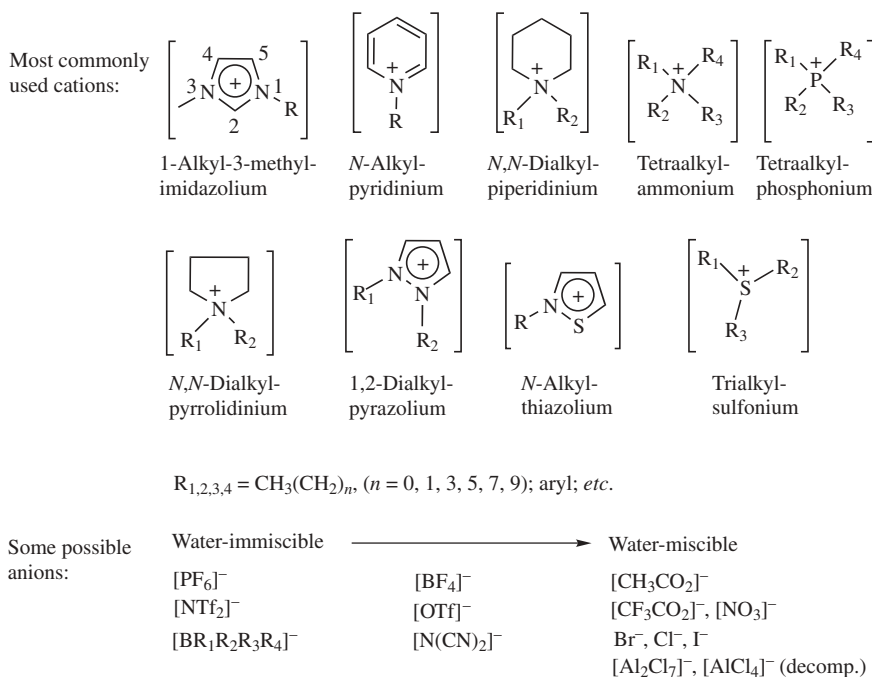 Most commonly
used cations:
4 5
+
3 N N 1
2 R
+
N
R
+
N
R₁ R₂
R₁ R₄
+
N
R₂ R₃
R₁ + R₄
P
R₂ R₃
1-Alkyl-3-methyl-
imidazolium
N-Alkyl-
pyridinium
N,N-Dialkyl-
piperidinium
Tetraalkyl-
ammonium
Tetraalkyl-
phosphonium
+
N
R₁ R₂
N +
R₁ N
R₂
N +
R S
R₁ + R₂
S
R₃
N,N-Dialkyl-
pyrrolidinium
1,2-Dialkyl-
pyrazolium
N-Alkyl-
thiazolium
Trialkyl-
sulfonium
R₁,₂,₃,₄ = CH₃(CH₂)ₙ, (n = 0, 1, 3, 5, 7, 9); aryl; etc.
Some possible
anions:
Water-immiscible
Water-miscible
[PF₆]⁻ [BF₄]⁻ [CH₃CO₂]⁻
[NTf₂]⁻ [OTf]⁻ [CF₃CO₂]⁻, [NO₃]⁻
[BR₁R₂R₃R₄]⁻ [N(CN)₂]⁻ Br⁻, Cl⁻, I⁻
[Al₂Cl₇]⁻, [AlCl₄]⁻ (decomp.)